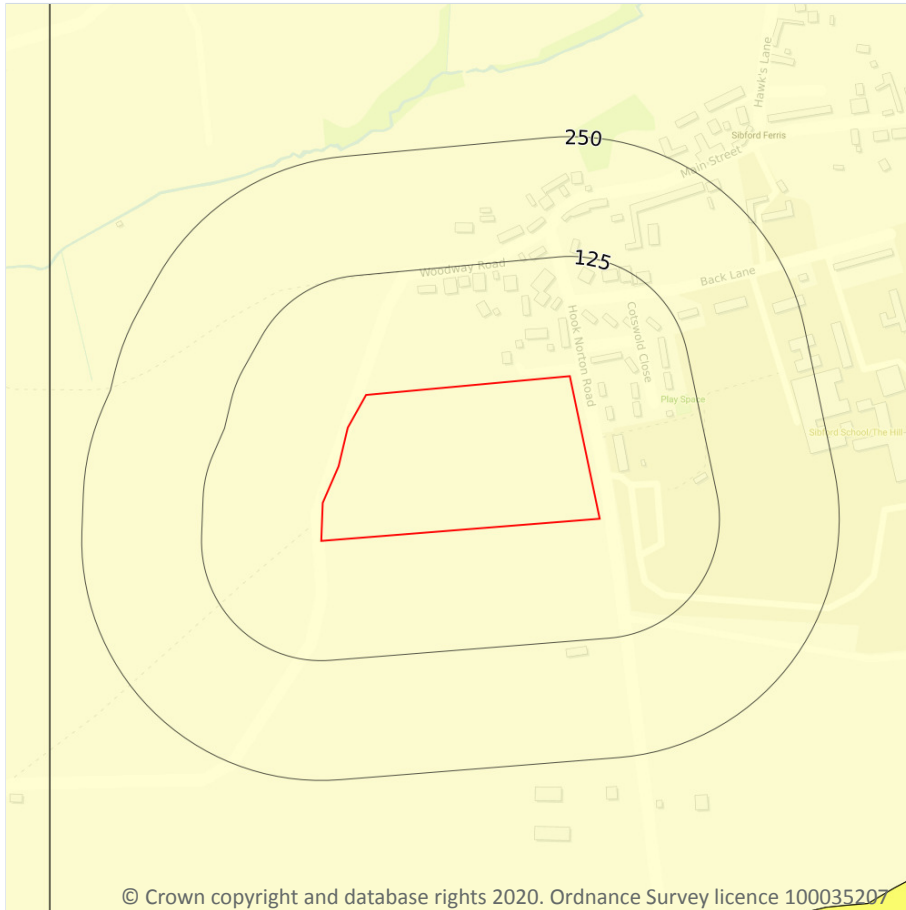 Hawk's Lane
250
Sibford Ferris
Main Street
125
Woodway Road
Back Lane
Hook Norton Road
Cotswold Close
Play Space
Sibford School/The Hill-
© Crown copyright and database rights 2020. Ordnance Survey licence 100035207